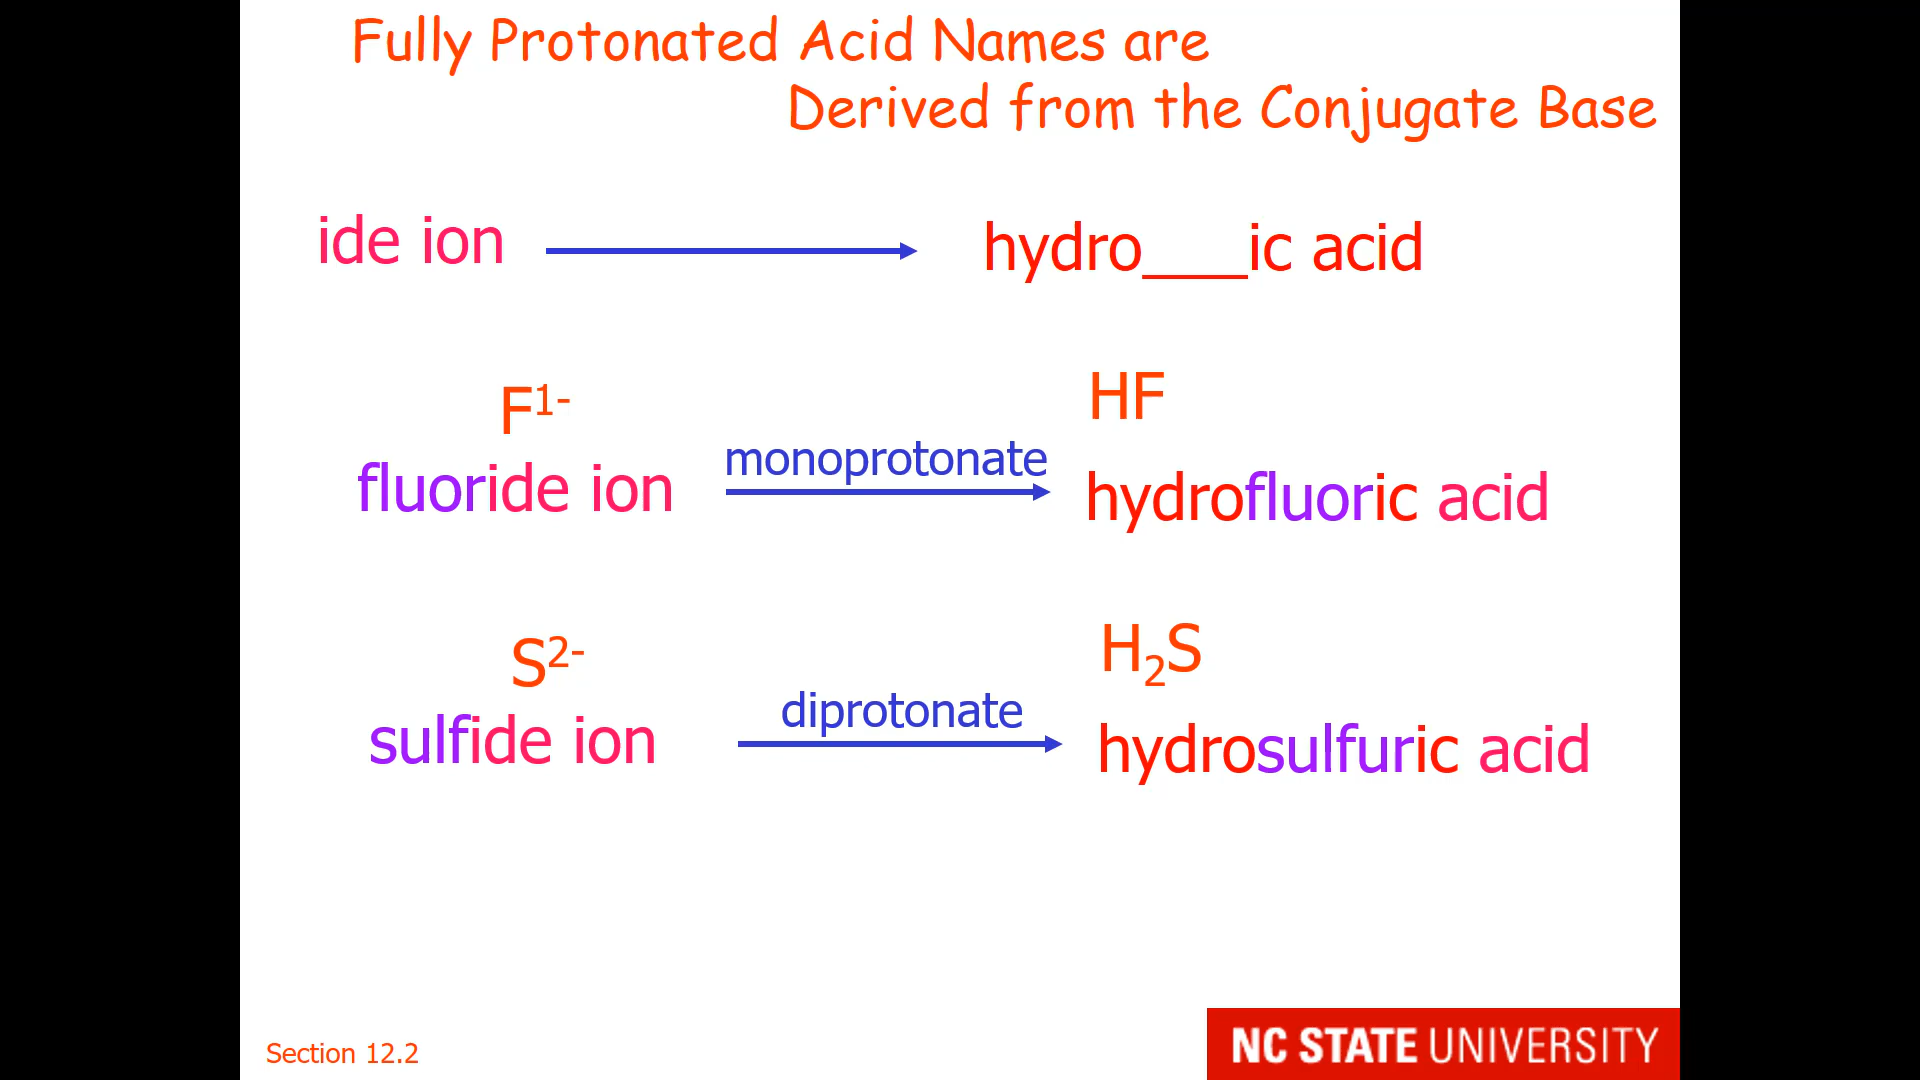 Fully Protonated Acid Names are
Derived from the Conjugate Base
ide ion
hydro___ic acid
F¹⁻
HF
monoprotonate
fluoride ion
hydrofluoric acid
S²⁻
H₂S
diprotonate
sulfide ion
hydrosulfuric acid
Section 12.2
NC STATE UNIVERSITY